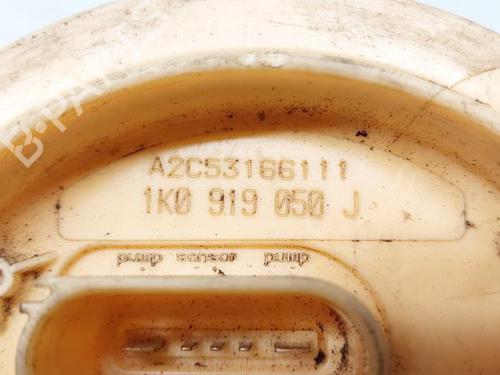 B-PARTS
A2C53166111
1K0 919 050 J
pump sensor pump